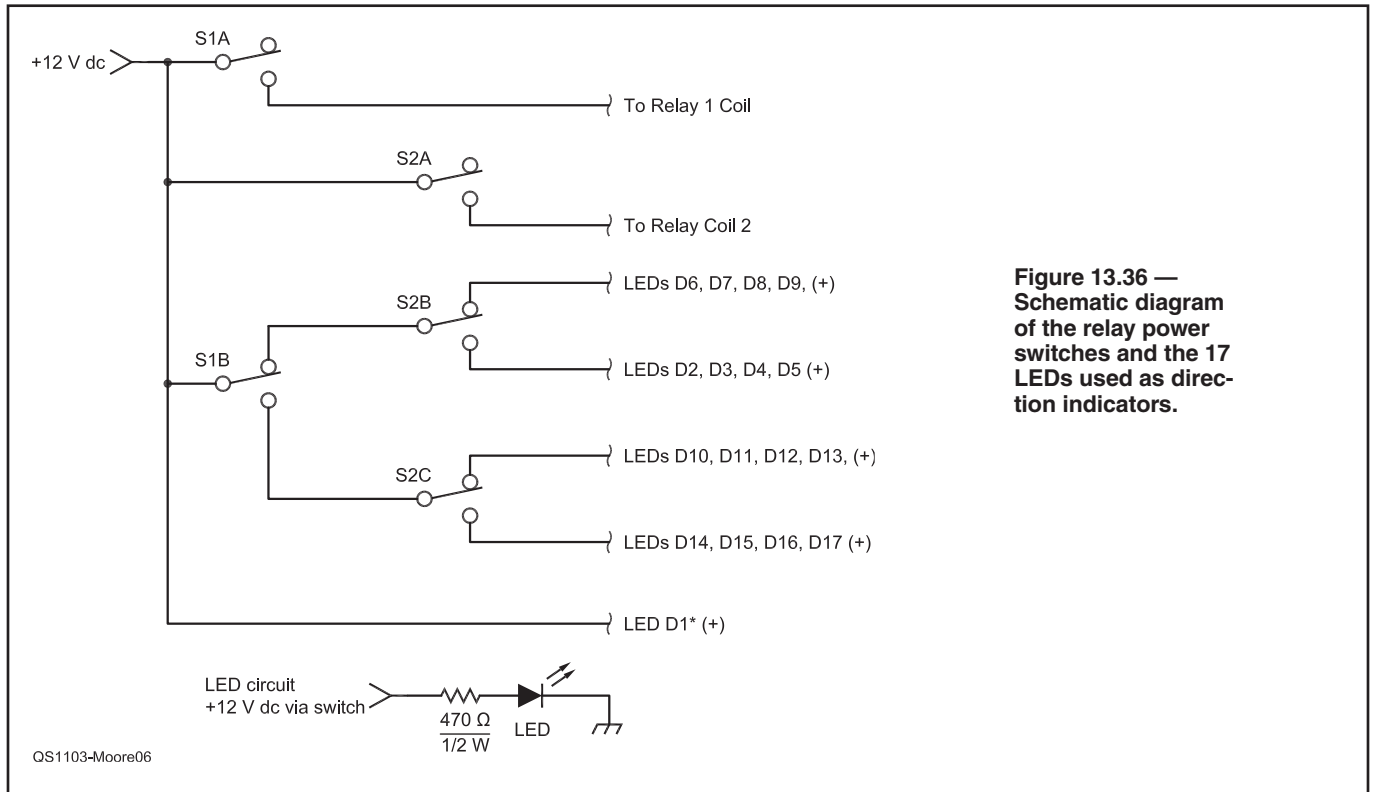 S1A
+12 V dc
To Relay 1 Coil
S2A
To Relay Coil 2
LEDs D6, D7, D8, D9, (+)
S2B
LEDs D2, D3, D4, D5 (+)
S1B
LEDs D10, D11, D12, D13, (+)
S2C
LEDs D14, D15, D16, D17 (+)
LED D1* (+)
LED circuit
+12 V dc via switch
470 Ω
1/2 W
LED
QS1103-Moore06
Figure 13.36 —
Schematic diagram
of the relay power
switches and the 17
LEDs used as direc-
tion indicators.